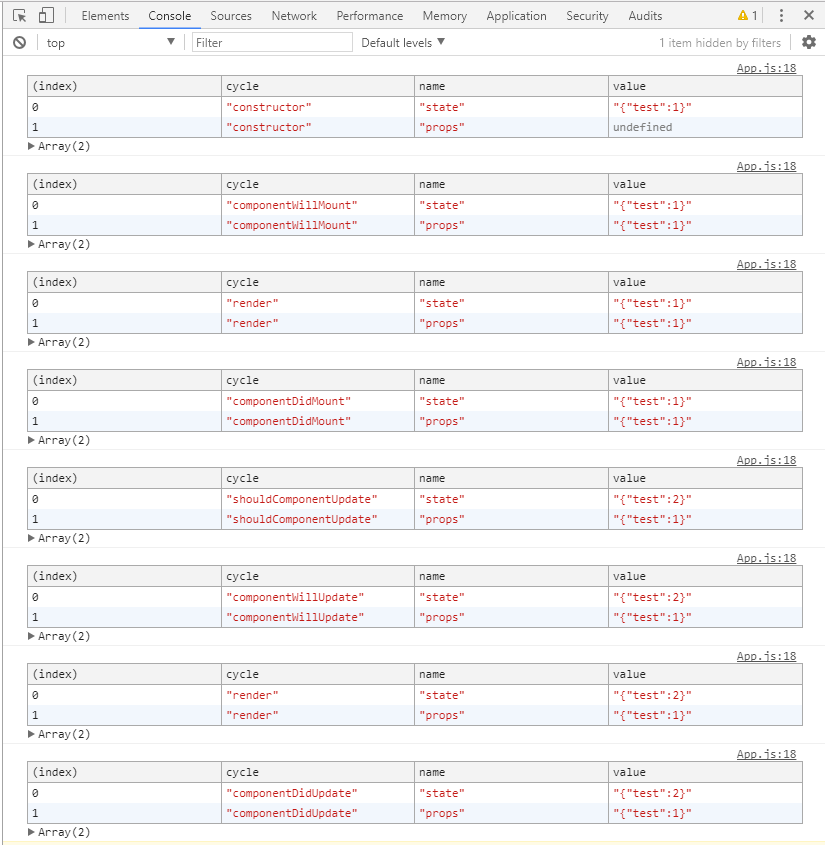 Elements Console Sources Network Performance Memory Application Security Audits 1
top Filter Default levels 1 item hidden by filters
App.js:18
(index) cycle name value
0 "constructor" "state" "{"test":1}"
1 "constructor" "props" undefined
Array(2)
App.js:18
(index) cycle name value
0 "componentWillMount" "state" "{"test":1}"
1 "componentWillMount" "props" "{"test":1}"
Array(2)
App.js:18
(index) cycle name value
0 "render" "state" "{"test":1}"
1 "render" "props" "{"test":1}"
Array(2)
App.js:18
(index) cycle name value
0 "componentDidMount" "state" "{"test":1}"
1 "componentDidMount" "props" "{"test":1}"
Array(2)
App.js:18
(index) cycle name value
0 "shouldComponentUpdate" "state" "{"test":2}"
1 "shouldComponentUpdate" "props" "{"test":1}"
Array(2)
App.js:18
(index) cycle name value
0 "componentWillUpdate" "state" "{"test":2}"
1 "componentWillUpdate" "props" "{"test":1}"
Array(2)
App.js:18
(index) cycle name value
0 "render" "state" "{"test":2}"
1 "render" "props" "{"test":1}"
Array(2)
App.js:18
(index) cycle name value
0 "componentDidUpdate" "state" "{"test":2}"
1 "componentDidUpdate" "props" "{"test":1}"
Array(2)